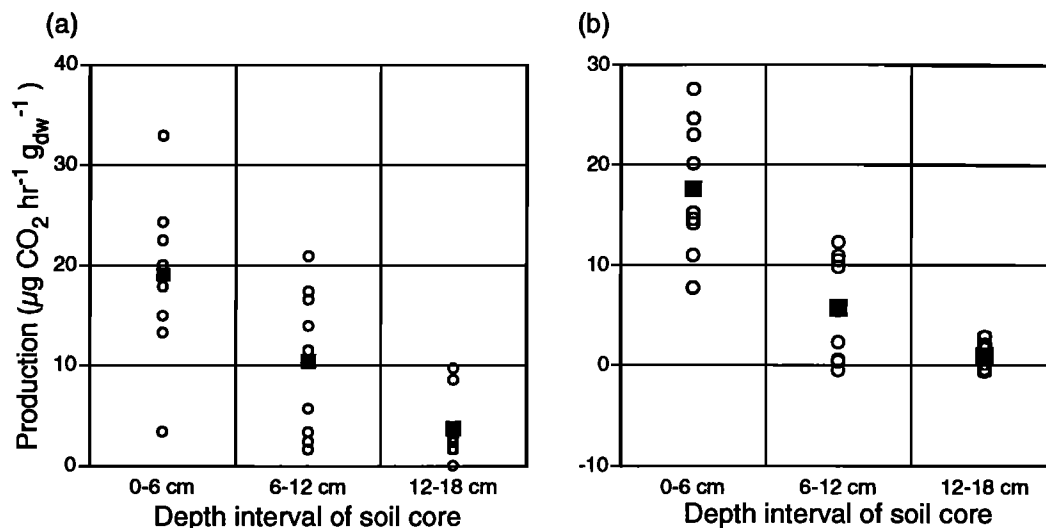 (a)
(b)
Production (µg CO2 hr-1 gdw-1)
40
30
20
10
0
0-6 cm
6-12 cm
12-18 cm
Depth interval of soil core
30
20
10
0
-10
0-6 cm
6-12 cm
12-18 cm
Depth interval of soil core